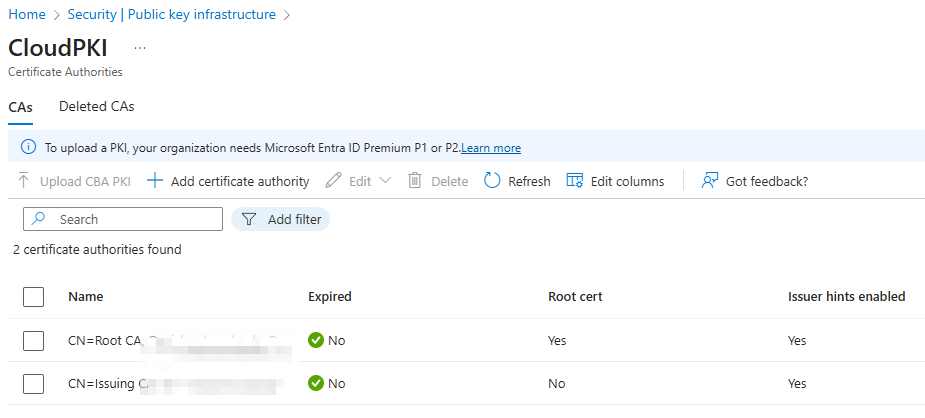 Home > Security | Public key infrastructure >
CloudPKI ...
Certificate Authorities
CAs Deleted CAs
To upload a PKI, your organization needs Microsoft Entra ID Premium P1 or P2.Learn more
Upload CBA PKI Add certificate authority Edit Delete Refresh Edit columns Got feedback?
Search Add filter
2 certificate authorities found
Name Expired Root cert Issuer hints enabled
CN=Root CA, No Yes Yes
CN=Issuing No No Yes